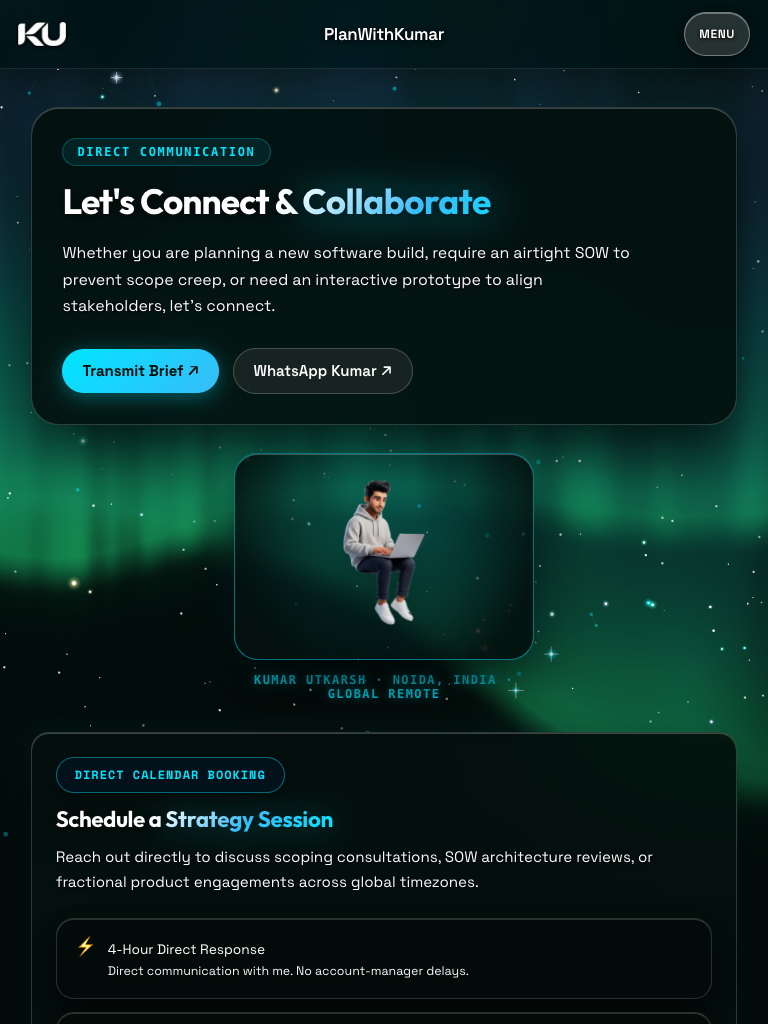 KU
PlanWithKumar
MENU
DIRECT COMMUNICATION
Let's Connect & Collaborate
Whether you are planning a new software build, require an airtight SOW to
prevent scope creep, or need an interactive prototype to align
stakeholders, let's connect.
Transmit Brief ↗
WhatsApp Kumar ↗
KUMAR UTKARSH · NOIDA, INDIA ·
GLOBAL REMOTE
DIRECT CALENDAR BOOKING
Schedule a Strategy Session
Reach out directly to discuss scoping consultations, SOW architecture reviews, or
fractional product engagements across global timezones.
⚡ 4-Hour Direct Response
Direct communication with me. No account-manager delays.